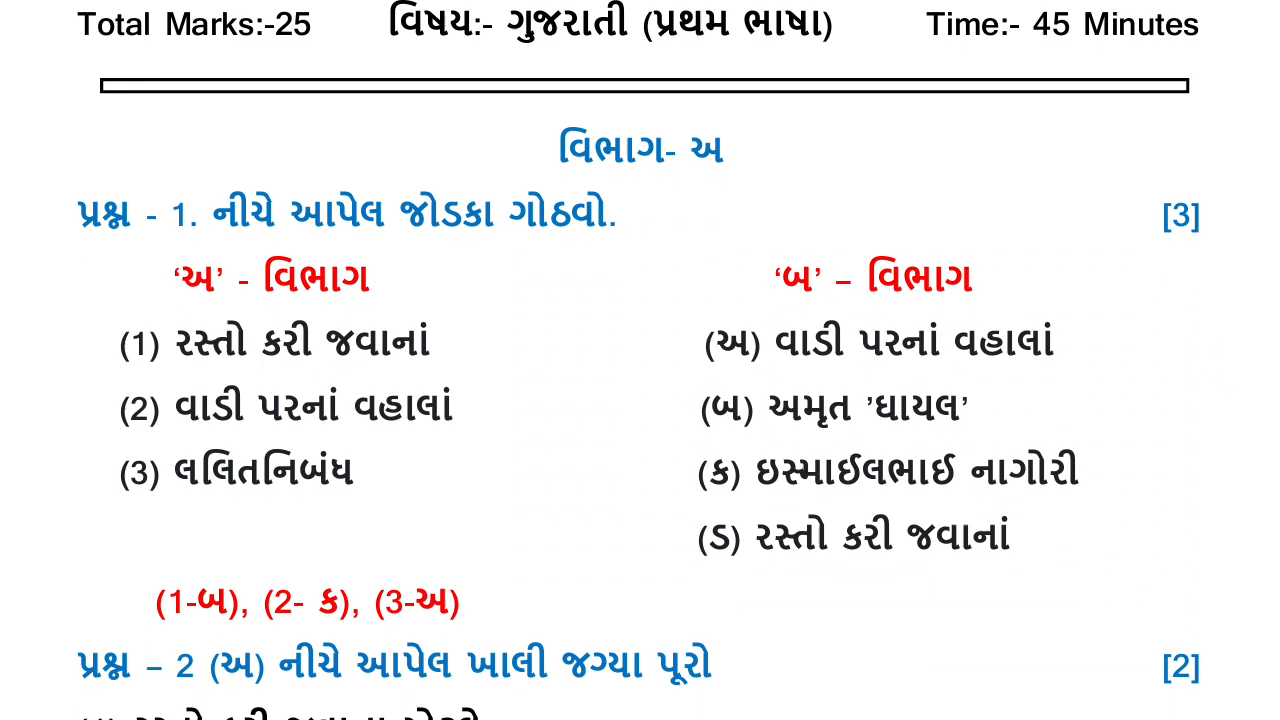 Total Marks:-25 વિષય:- ગુજરાતી (પ્રથમ ભાષા) Time:- 45 Minutes
વિભાગ- અ
પ્રશ્ન - 1. નીચે આપેલ જોડકા ગોઠવો. [3]
‘અ’ - વિભાગ ‘બ’ – વિભાગ
(1) રસ્તો કરી જવાનાં (અ) વાડી પરનાં વહાલાં
(2) વાડી પરનાં વહાલાં (બ) અમૃત ’ઘાયલ’
(3) લલિતનિબંધ (ક) ઇસ્માઈલભાઈ નાગોરી
(ડ) રસ્તો કરી જવાનાં
(1-બ), (2- ક), (3-અ)
પ્રશ્ન – 2 (અ) નીચે આપેલ ખાલી જગ્યા પૂરો [2]